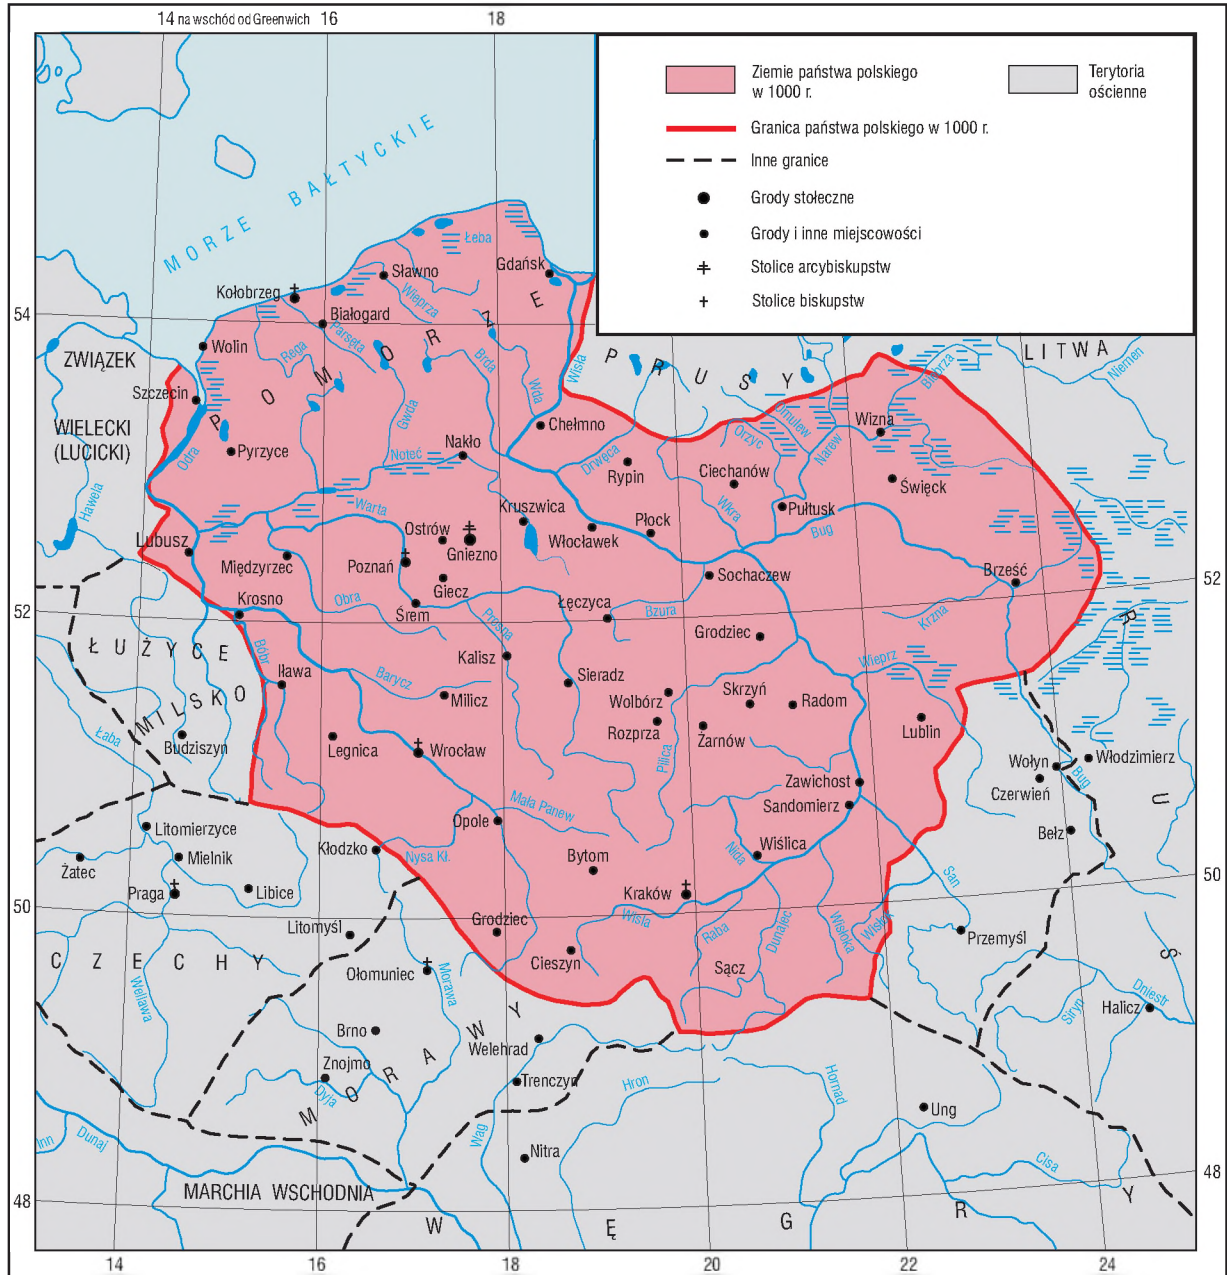 14 na wschód od Greenwich 16 18
Ziemie państwa polskiego
w 1000 r.
Terytoria
ościenne
Granica państwa polskiego w 1000 r.
Inne granice
Grody stołeczne
Grody i inne miejscowości
Stolice arcybiskupstw
Stolice biskupstw
MORZE BAŁTYCKIE
Łeba
Gdańsk
Sławno
Kołobrzeg
Wieprza
Białogard
Parsęta
Rega
54
Wolin
POMORZE
PRUSY
LITWA
Niemen
Biebrza
ZWIĄZEK
WIELECKI
(LUCICKI)
Szczecin
Odra
Pyrzyce
Gwda
Brda
Wda
Wisła
Chełmno
Nakło
Noteć
Drwęca
Rypin
Orzyc
Omulew
Narew
Wizna
Ciechanów
Święck
Wkra
Pułtusk
Hawela
Warta
Kruszwica
Włocławek
Płock
Bug
Ostrów
Gniezno
Lubusz
Międzyrzec
Poznań
Giecz
Śrem
Obra
Sochaczew
Brześć
52
52
Krosno
Łęczyca
Bzura
Krzna
Grodziec
Prosna
Kalisz
ŁUŻYCE
Bóbr
Iława
Barycz
Milicz
Sieradz
Wolbórz
Rozprza
Skrzyń
Radom
Żarnów
Wieprz
Lublin
MILSKO
Budziszyn
Łaba
Legnica
Wrocław
Pilica
Wołyn
Włodzimierz
Czerwień
Bug
Bełz
Zawichost
Sandomierz
Mała Panew
Opole
Litomierzyce
Żatec
Mielnik
Praga
Libice
Kłodzko
Nysa Kł.
Bytom
Nida
Wiślica
San
50
50
Kraków
Wisła
Raba
Dunajec
Wisłoka
Wisłok
Przemyśl
Litomyśl
Grodziec
Cieszyn
Sącz
RUŚ
CZECHY
Wełtawa
Ołomuniec
Morawa
Siryn
Dniestr
Halicz
Brno
Znojmo
Dyja
MORAWY
Welehrad
Trenczyn
Hron
Hornad
Ung
Inn
Dunaj
Wag
Nitra
Cisa
48
48
MARCHIA WSCHODNIA
WĘGRY
14 16 18 20 22 24